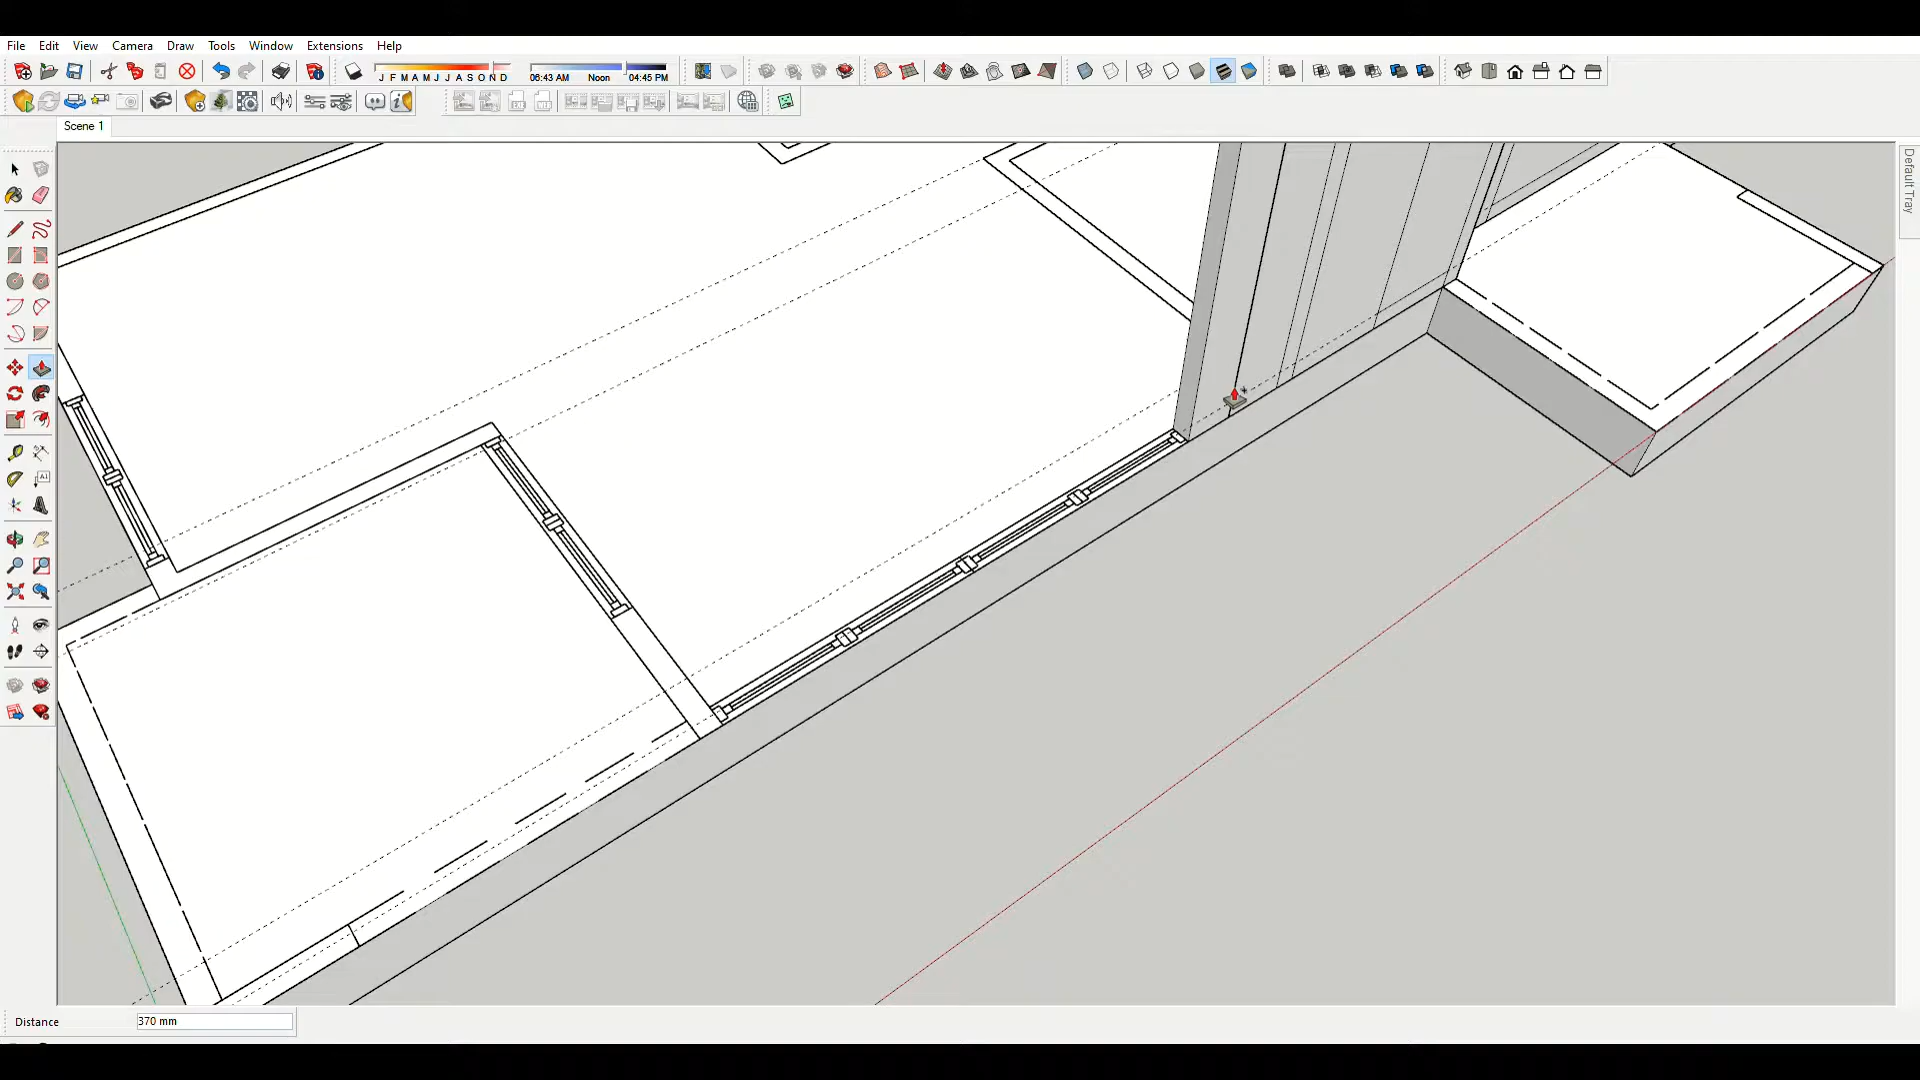 File Edit View Camera Draw Tools Window Extensions Help
J F M A M J J A S O N D 06:43 AM Noon 04:45 PM
Scene 1
Default Tray
Distance 370 mm